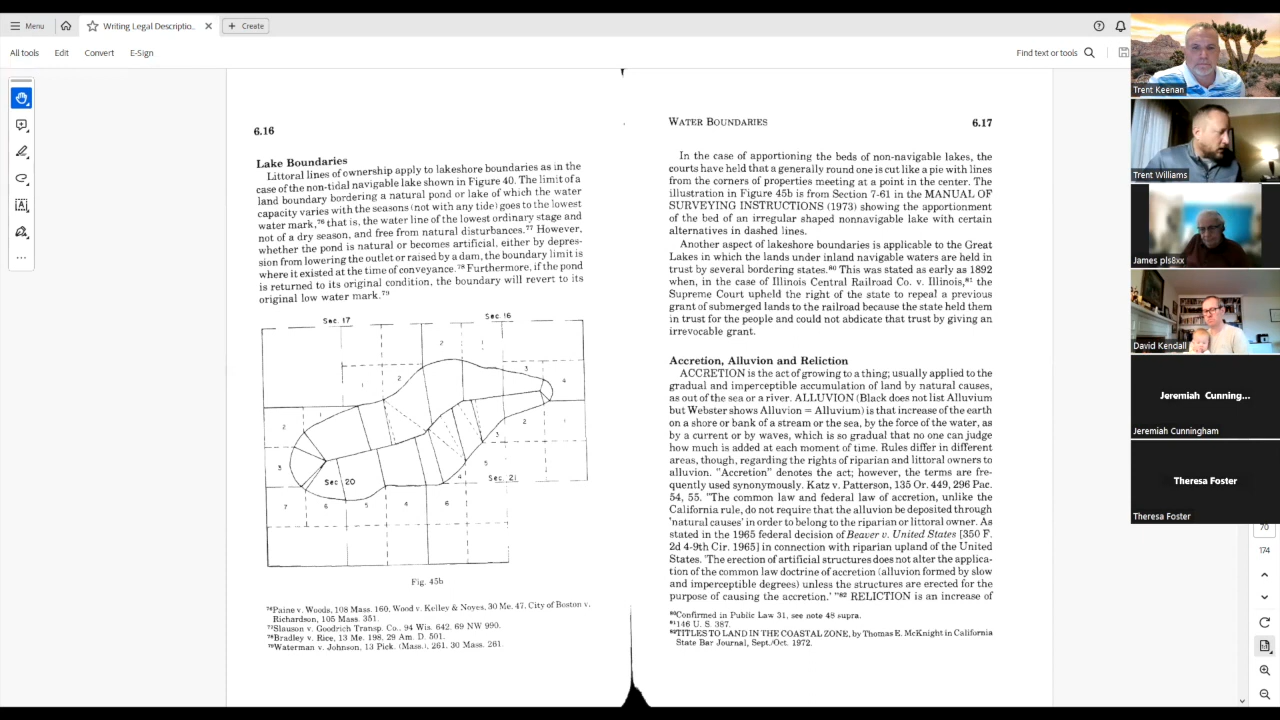 Menu
Writing Legal Descriptio...
Create
All tools
Edit
Convert
E-Sign
Find text or tools
6.16
Lake Boundaries
Littoral lines of ownership apply to lakeshore boundaries as in the
case of the non-tidal navigable lake shown in Figure 40. The limit of a
land boundary bordering a natural pond or lake of which the water
capacity varies with the seasons (not with any tide) goes to the lowest
water mark,⁷⁶ that is, the water line of the lowest ordinary stage and
not of a dry season, and free from natural disturbances.⁷⁷ However,
whether the pond is natural or becomes artificial, either by depres-
sion from lowering the outlet or raised by a dam, the boundary limit is
where it existed at the time of conveyance.⁷⁸ Furthermore, if the pond
is returned to its original condition, the boundary will revert to its
original low water mark.⁷⁹
Sec. 17
Sec. 16
2
1
3
2
1
4
2
1
2
1
3
3
5
Sec. 20
4
Sec. 21
7
6
5
6
6
Fig. 45b
⁷⁶Paine v. Woods, 108 Mass. 160, Wood v. Kelley & Noyes, 30 Me. 47. City of Boston v.
Richardson, 105 Mass. 351.
⁷⁷Slauson v. Goodrich Transp. Co., 94 Wis. 642, 69 NW 990.
⁷⁸Bradley v. Rice, 13 Me. 198, 29 Am. D. 501.
⁷⁹Waterman v. Johnson, 13 Pick. (Mass.), 261, 30 Mass. 261.
WATER BOUNDARIES
6.17
In the case of apportioning the beds of non-navigable lakes, the
courts have held that a generally round one is cut like a pie with lines
from the corners of properties meeting at a point in the center. The
illustration in Figure 45b is from Section 7-61 in the MANUAL OF
SURVEYING INSTRUCTIONS (1973) showing the apportionment
of the bed of an irregular shaped nonnavigable lake with certain
alternatives in dashed lines.
Another aspect of lakeshore boundaries is applicable to the Great
Lakes in which the lands under inland navigable waters are held in
trust by several bordering states.⁸⁰ This was stated as early as 1892
when, in the case of Illinois Central Railroad Co. v. Illinois,⁸¹ the
Supreme Court upheld the right of the state to repeal a previous
grant of submerged lands to the railroad because the state held them
in trust for the people and could not abdicate that trust by giving an
irrevocable grant.
Accretion, Alluvion and Reliction
ACCRETION is the act of growing to a thing; usually applied to the
gradual and imperceptible accumulation of land by natural causes,
as out of the sea or a river. ALLUVION (Black does not list Alluvium
but Webster shows Alluvion = Alluvium) is that increase of the earth
on a shore or bank of a stream or the sea, by the force of the water, as
by a current or by waves, which is so gradual that no one can judge
how much is added at each moment of time. Rules differ in different
areas, though, regarding the rights of riparian and littoral owners to
alluvion. "Accretion" denotes the act; however, the terms are fre-
quently used synonymously. Katz v. Patterson, 135 Or. 449, 296 Pac.
54, 55. "The common law and federal law of accretion, unlike the
California rule, do not require that the alluvion be deposited through
'natural causes' in order to belong to the riparian or littoral owner. As
stated in the 1965 federal decision of Beaver v. United States [350 F.
2d 4-9th Cir. 1965] in connection with riparian upland of the United
States. 'The erection of artificial structures does not alter the applica-
tion of the common law doctrine of accretion (alluvion formed by slow
and imperceptible degrees) unless the structures are erected for the
purpose of causing the accretion.' "⁸² RELICTION is an increase of
⁸⁰Confirmed in Public Law 31, see note 48 supra.
⁸¹146 U. S. 387.
⁸²TITLES TO LAND IN THE COASTAL ZONE, by Thomas E. McKnight in California
State Bar Journal, Sept./Oct. 1972.
Trent Keenan
Trent Williams
James pls8xx
David Kendall
Jeremiah Cunning...
Jeremiah Cunningham
Theresa Foster
Theresa Foster
70
174